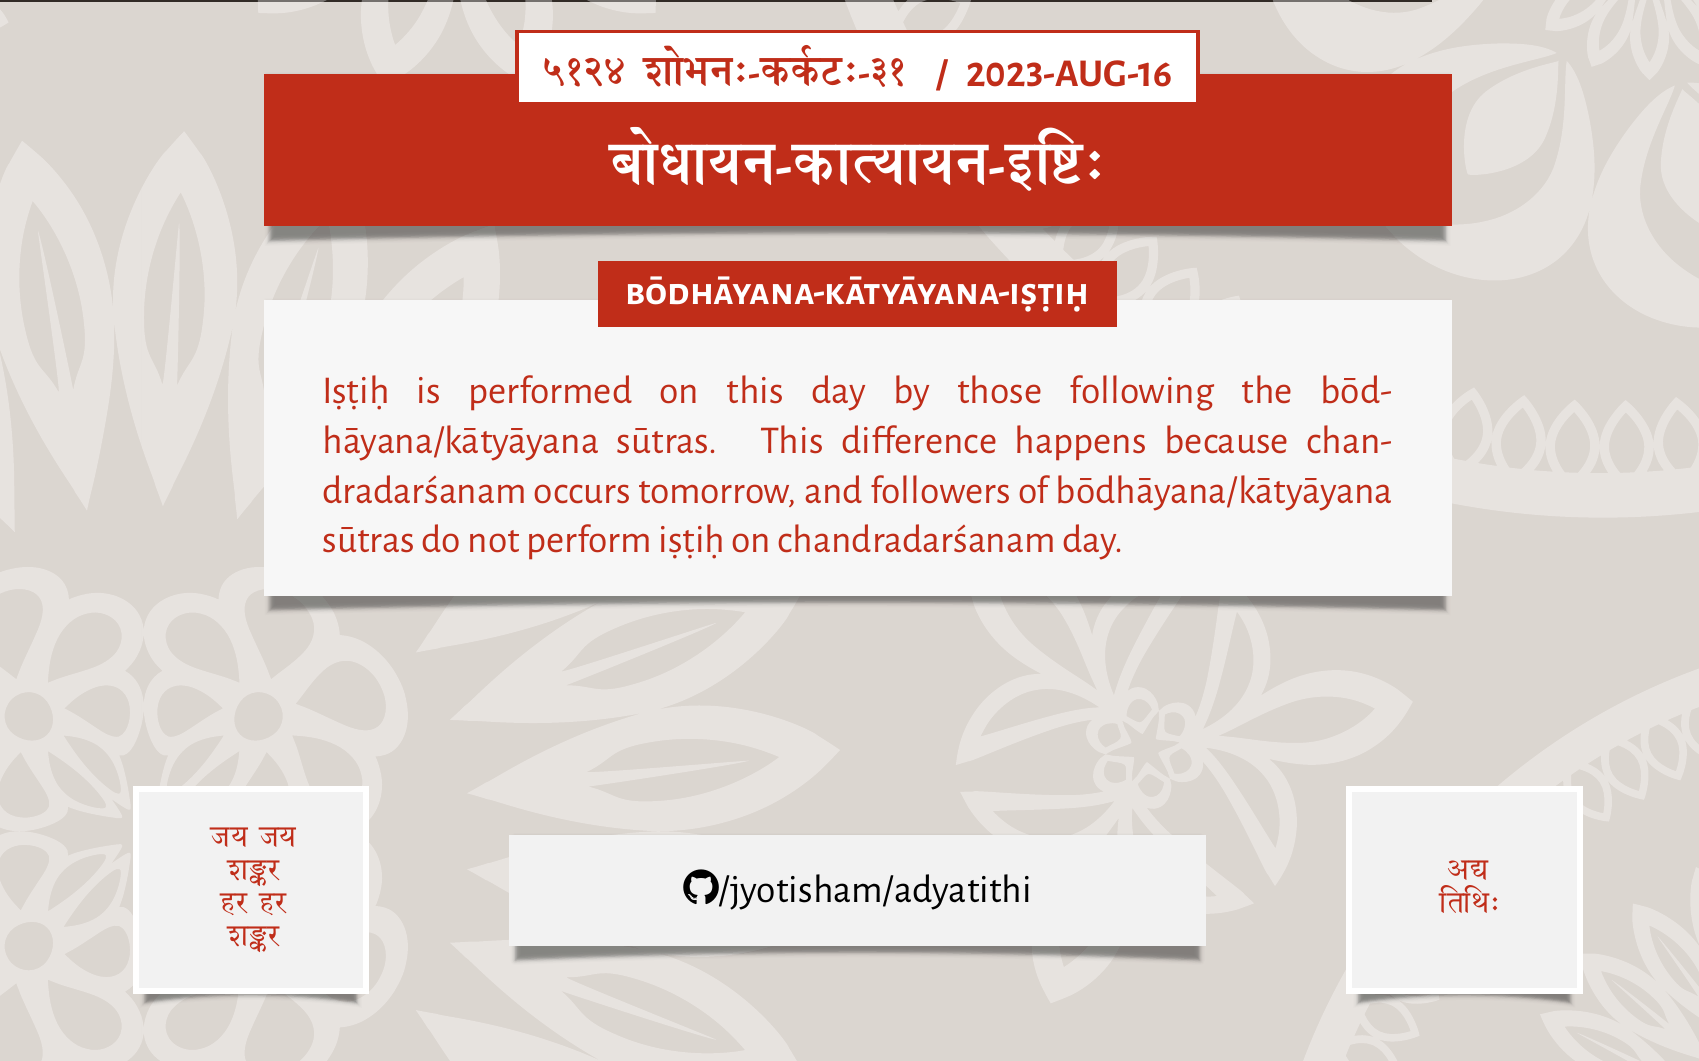 ५१२४ शोभनः-कर्कटः-३१ / 2023-AUG-16
बोधायन-कात्यायन-इष्टिः
BŌDHĀYANA-KĀTYĀYANA-IṢṬIḤ
Iṣṭiḥ is performed on this day by those following the bōd-
hāyana/kātyāyana sūtras. This difference happens because chan-
dradarśanam occurs tomorrow, and followers of bōdhāyana/kātyāyana
sūtras do not perform iṣṭiḥ on chandradarśanam day.
जय जय
शङ्कर
हर हर
शङ्कर
/jyotisham/adyatithi
अद्य
तिथिः